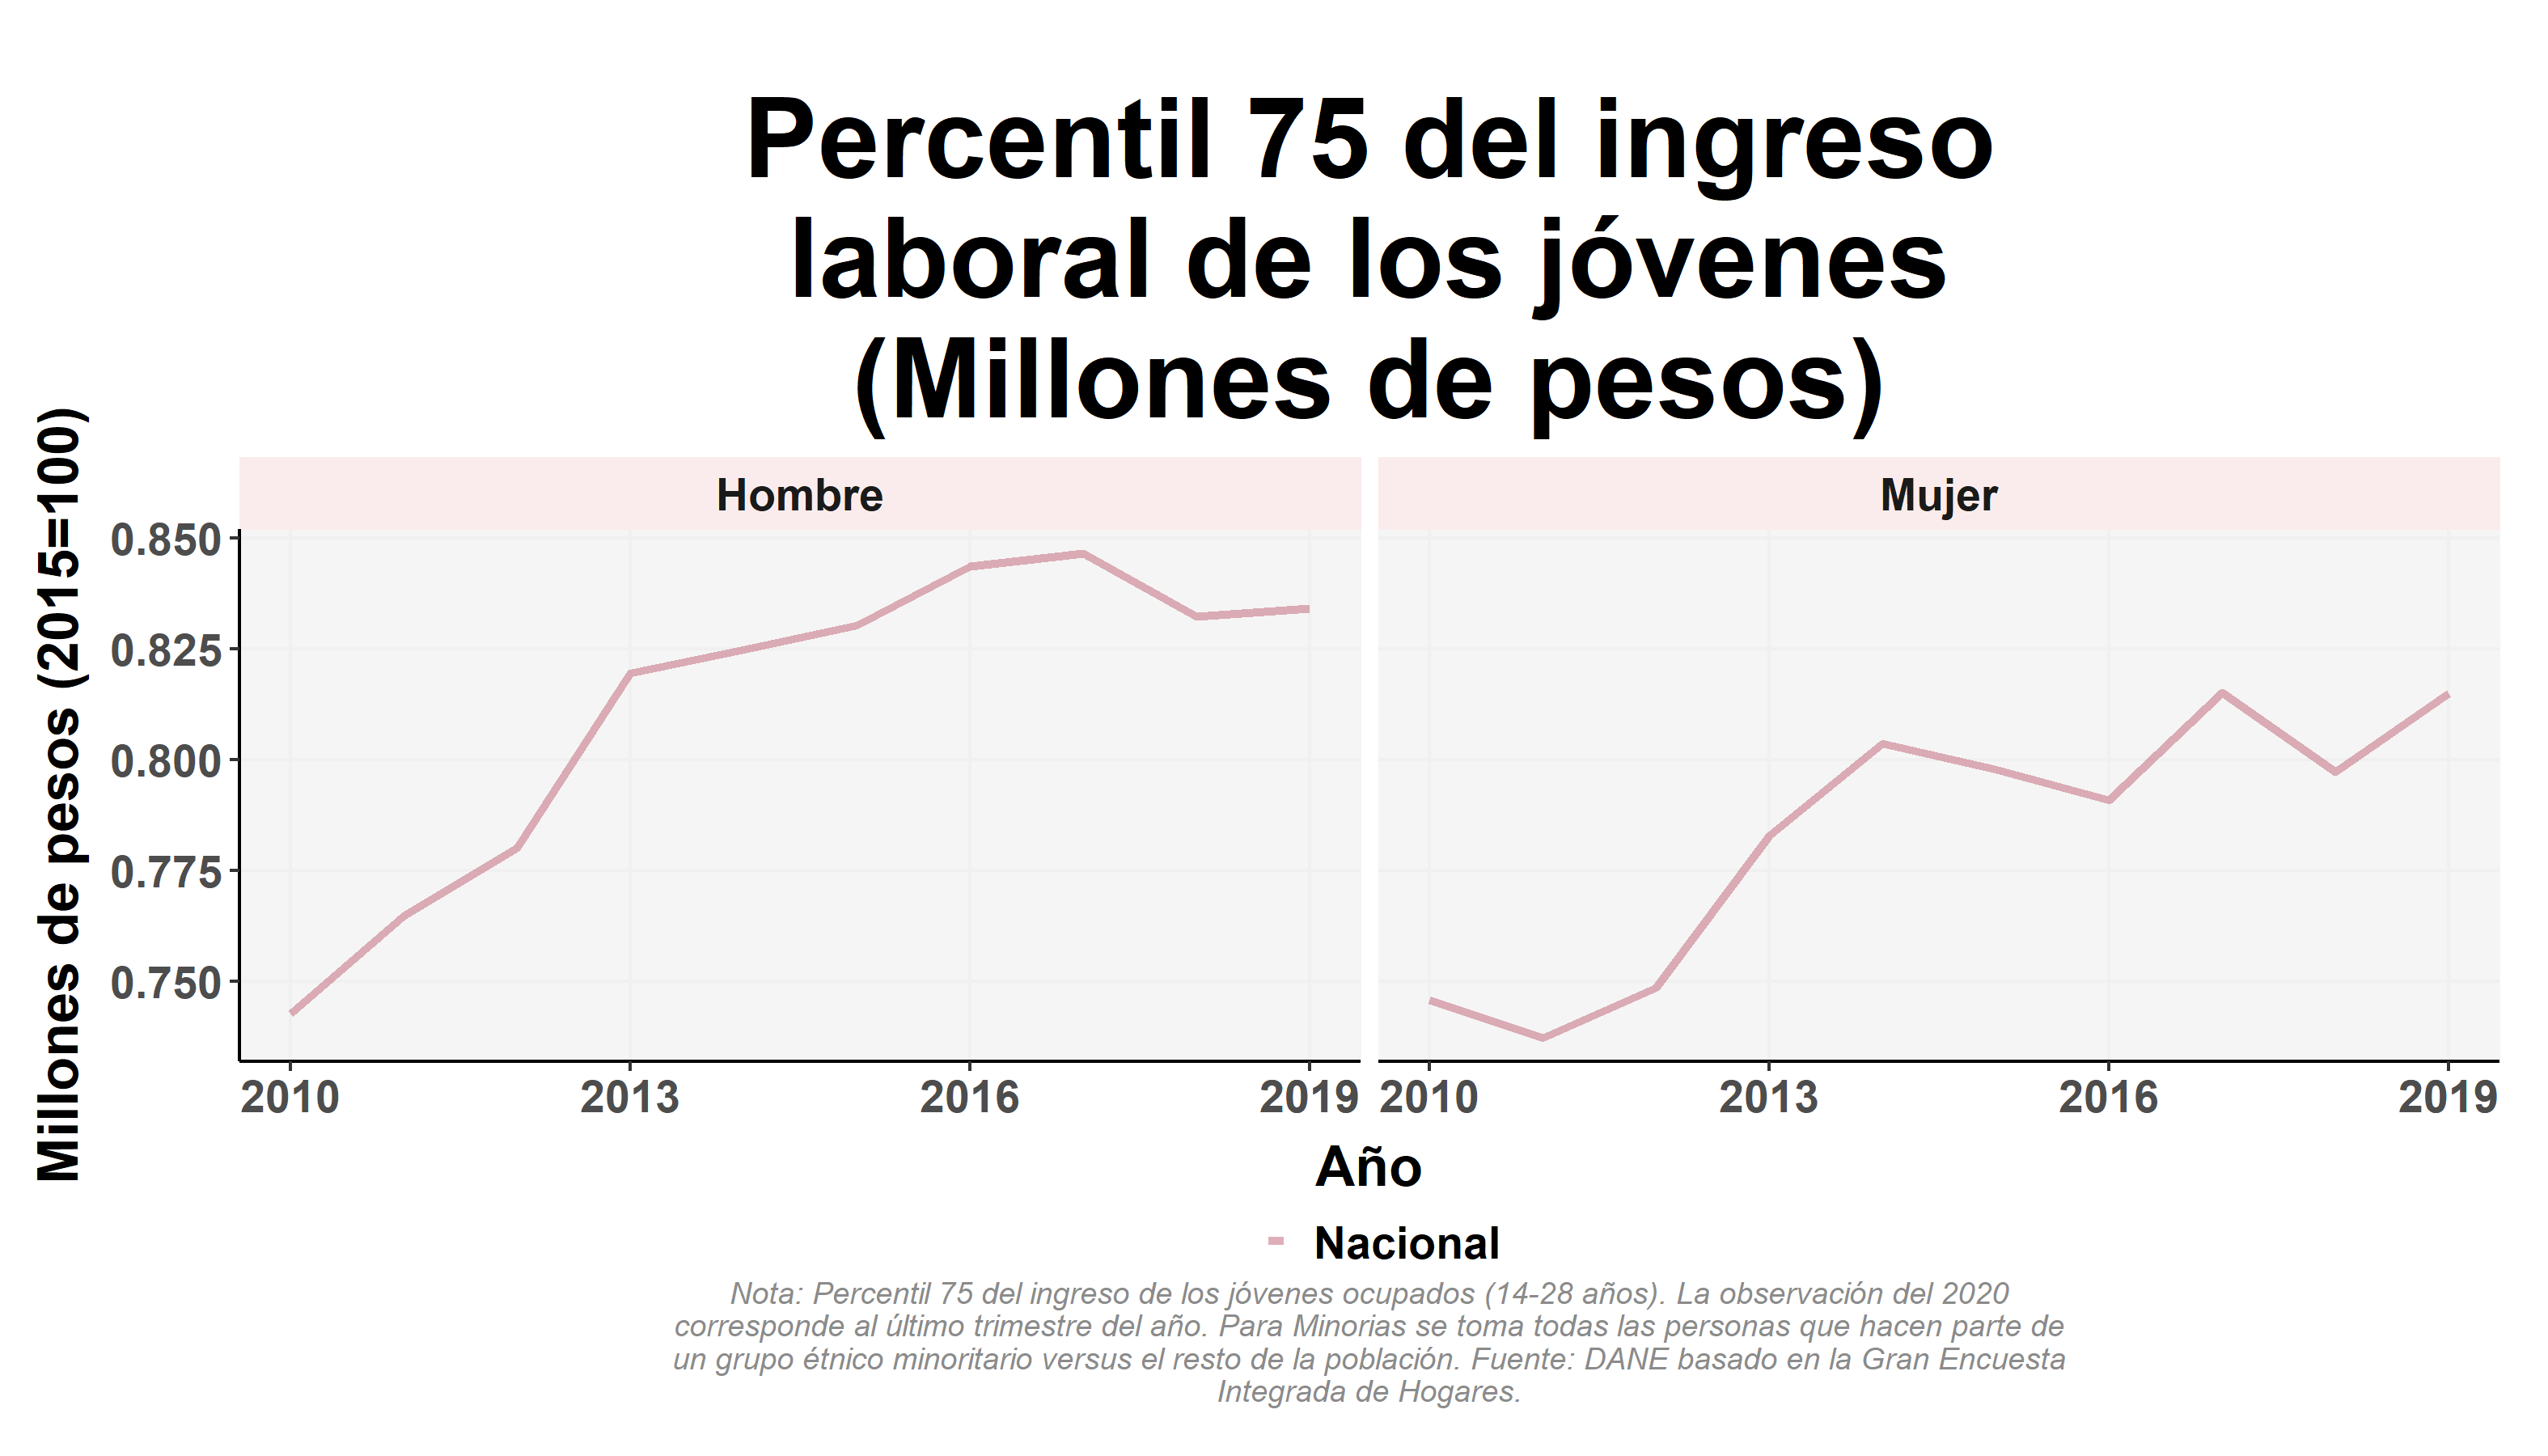 Percentil 75 del ingreso
laboral de los jóvenes
(Millones de pesos)
Millones de pesos (2015=100)
Hombre
Mujer
0.850
0.825
0.800
0.775
0.750
2010 2013 2016 2019
2010 2013 2016 2019
Año
Nacional
Nota: Percentil 75 del ingreso de los jóvenes ocupados (14-28 años). La observación del 2020
corresponde al último trimestre del año. Para Minorias se toma todas las personas que hacen parte de
un grupo étnico minoritario versus el resto de la población. Fuente: DANE basado en la Gran Encuesta
Integrada de Hogares.